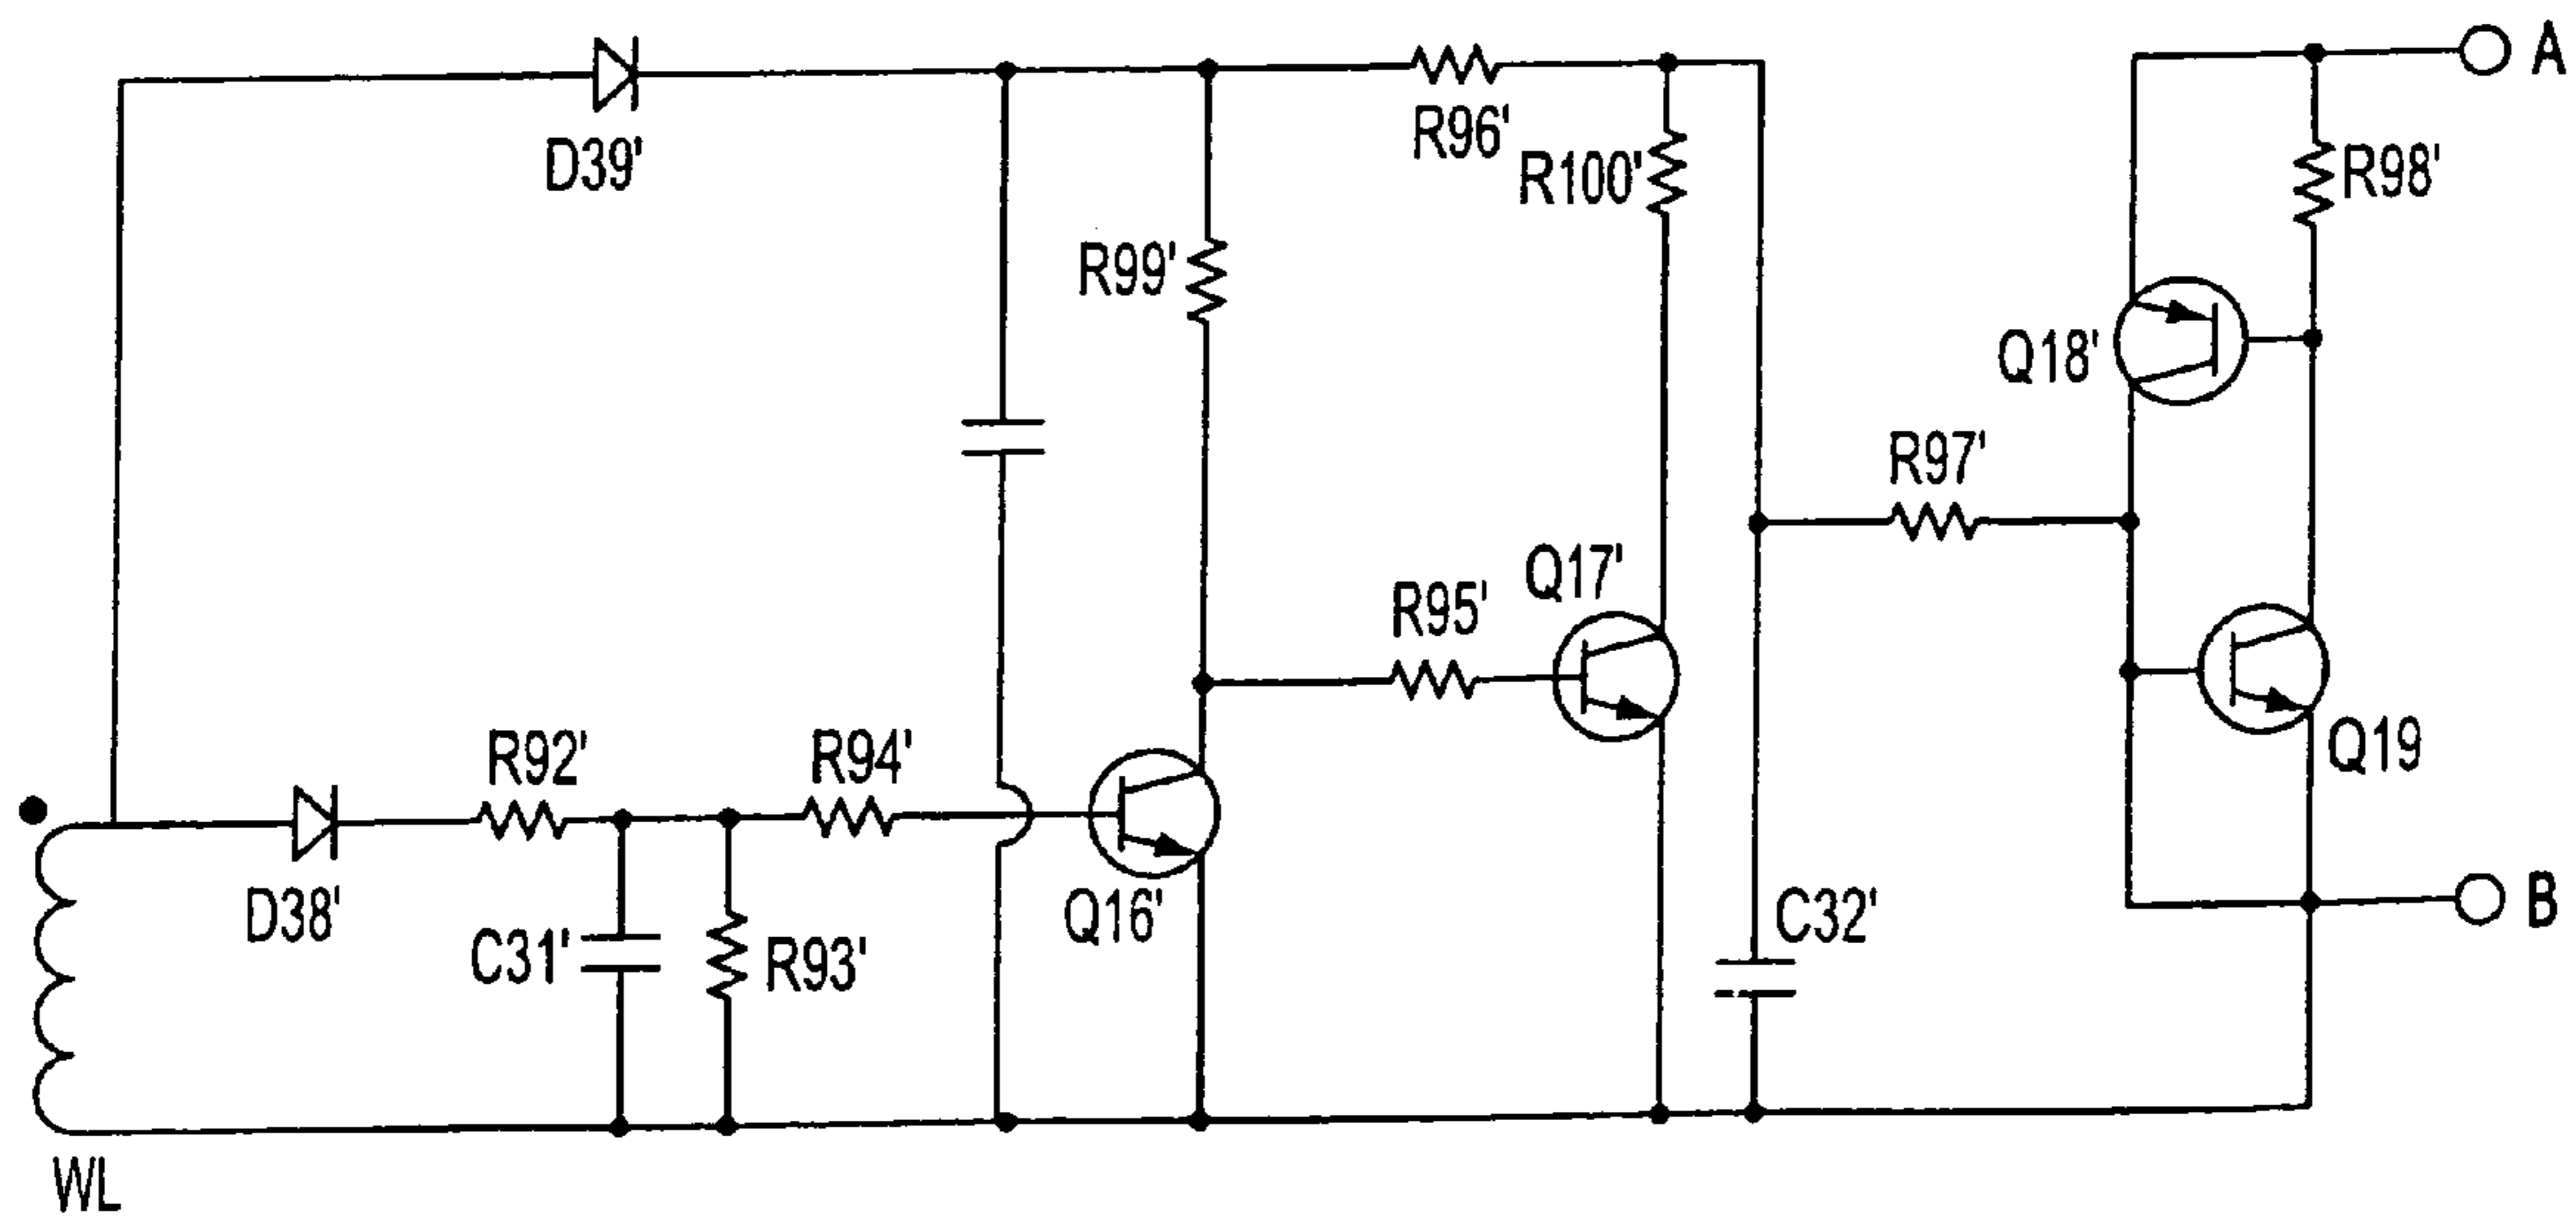 A
D39'
R96'
R100'
R98'
R99'
Q18'
R97'
Q17'
R95'
R92'
R94'
Q19
D38'
C31'
R93'
Q16'
C32'
B
WL